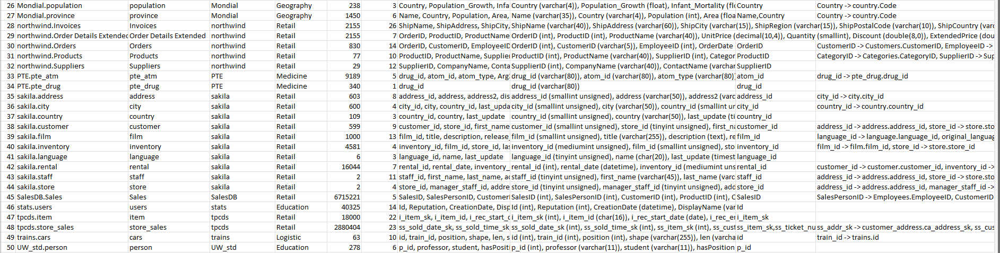 26 Mondial.population population Mondial Geography 238 3 Country, Population_Growth, Infa Country (varchar(4)), Population_Growth (float), Infant_Mortality (flo Country Country -> country.Code
27 Mondial.province province Mondial Geography 1450 6 Name, Country, Population, Area, Name (varchar(35)), Country (varchar(4)), Population (int), Area (floa Name,Country Country -> country.Code
28 northwind.Invoices Invoices northwind Retail 2155 26 ShipName, ShipAddress, ShipCity, ShipName (varchar(40)), ShipAddress (varchar(60)), ShipCity (varchar(15)), ShipRegion (varchar(15)), ShipPostalCode (varchar(10)), ShipCountry (varc
29 northwind.Order Details Extended Order Details Extended northwind Retail 2155 7 OrderID, ProductID, ProductName OrderID (int), ProductID (int), ProductName (varchar(40)), UnitPrice (decimal(10,4)), Quantity (smallint), Discount (double(8,0)), ExtendedPrice (dou
30 northwind.Orders Orders northwind Retail 830 14 OrderID, CustomerID, EmployeeID OrderID (int), CustomerID (varchar(5)), EmployeeID (int), OrderDate OrderID CustomerID -> Customers.CustomerID, EmployeeID ->
31 northwind.Products Products northwind Retail 77 10 ProductID, ProductName, Supplier ProductID (int), ProductName (varchar(40)), SupplierID (int), Categor ProductID CategoryID -> Categories.CategoryID, SupplierID -> Sup
32 northwind.Suppliers Suppliers northwind Retail 29 12 SupplierID, CompanyName, Conta SupplierID (int), CompanyName (varchar(40)), ContactName (varchar SupplierID
33 PTE.pte_atm pte_atm PTE Medicine 9189 5 drug_id, atom_id, atom_type, Arg drug_id (varchar(80)), atom_id (varchar(80)), atom_type (varchar(80) atom_id drug_id -> pte_drug.drug_id
34 PTE.pte_drug pte_drug PTE Medicine 340 1 drug_id drug_id (varchar(80)) drug_id
35 sakila.address address sakila Retail 603 8 address_id, address, address2, dis address_id (smallint unsigned), address (varchar(50)), address2 (varc address_id city_id -> city.city_id
36 sakila.city city sakila Retail 600 4 city_id, city, country_id, last_upda city_id (smallint unsigned), city (varchar(50)), country_id (smallint ur city_id country_id -> country.country_id
37 sakila.country country sakila Retail 109 3 country_id, country, last_update country_id (smallint unsigned), country (varchar(50)), last_update (ti country_id
38 sakila.customer customer sakila Retail 599 9 customer_id, store_id, first_name customer_id (smallint unsigned), store_id (tinyint unsigned), first_na customer_id address_id -> address.address_id, store_id -> store.sto
39 sakila.film film sakila Retail 1000 13 film_id, title, description, release_ film_id (smallint unsigned), title (varchar(255)), description (text), re film_id language_id -> language.language_id, original_languag
40 sakila.inventory inventory sakila Retail 4581 4 inventory_id, film_id, store_id, las inventory_id (mediumint unsigned), film_id (smallint unsigned), sto inventory_id film_id -> film.film_id, store_id -> store.store_id
41 sakila.language language sakila Retail 6 3 language_id, name, last_update language_id (tinyint unsigned), name (char(20)), last_update (timest language_id
42 sakila.rental rental sakila Retail 16044 7 rental_id, rental_date, inventory_ rental_id (int), rental_date (datetime), inventory_id (mediumint uns rental_id customer_id -> customer.customer_id, inventory_id ->
43 sakila.staff staff sakila Retail 2 11 staff_id, first_name, last_name, ad staff_id (tinyint unsigned), first_name (varchar(45)), last_name (varc staff_id address_id -> address.address_id, store_id -> store.sto
44 sakila.store store sakila Retail 2 4 store_id, manager_staff_id, addre store_id (tinyint unsigned), manager_staff_id (tinyint unsigned), add store_id address_id -> address.address_id, manager_staff_id ->
45 SalesDB.Sales Sales SalesDB Retail 6715221 5 SalesID, SalesPersonID, Customer SalesID (int), SalesPersonID (int), CustomerID (int), ProductID (int), C SalesID SalesPersonID -> Employees.EmployeeID, CustomerID
46 stats.users users stats Education 40325 14 Id, Reputation, CreationDate, Disp Id (int), Reputation (int), CreationDate (datetime), DisplayName (var Id
47 tpcds.item item tpcds Retail 18000 22 i_item_sk, i_item_id, i_rec_start_d i_item_sk (int), i_item_id (char(16)), i_rec_start_date (date), i_rec_er i_item_sk
48 tpcds.store_sales store_sales tpcds Retail 2880404 23 ss_sold_date_sk, ss_sold_time_sk ss_sold_date_sk (int), ss_sold_time_sk (int), ss_item_sk (int), ss_cust ss_item_sk,ss_ticket_nu ss_addr_sk -> customer_address.ca_address_sk, ss_cus
49 trains.cars cars trains Logistic 63 10 id, train_id, position, shape, len, s id (int), train_id (int), position (int), shape (varchar(255)), len (varcha id train_id -> trains.id
50 UW_std.person person UW_std Education 278 6 p_id, professor, student, hasPositi p_id (int), professor (varchar(11)), student (varchar(11)), hasPosition p_id